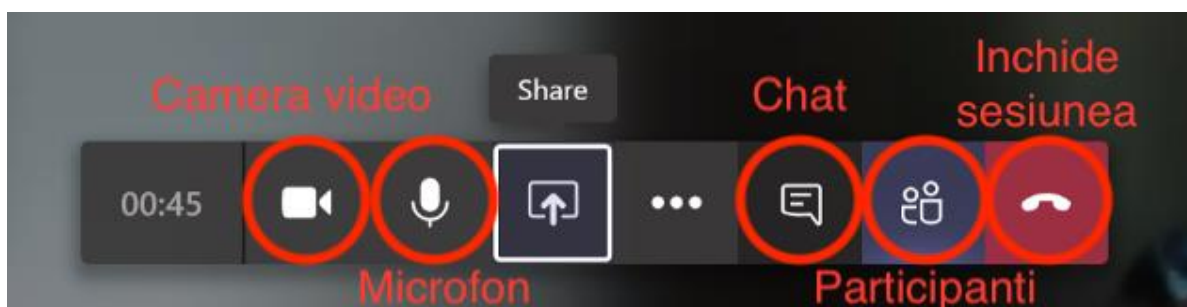 Inchide
sesiunea
Camera video
Share
Chat
00:45
Microfon
Participanti